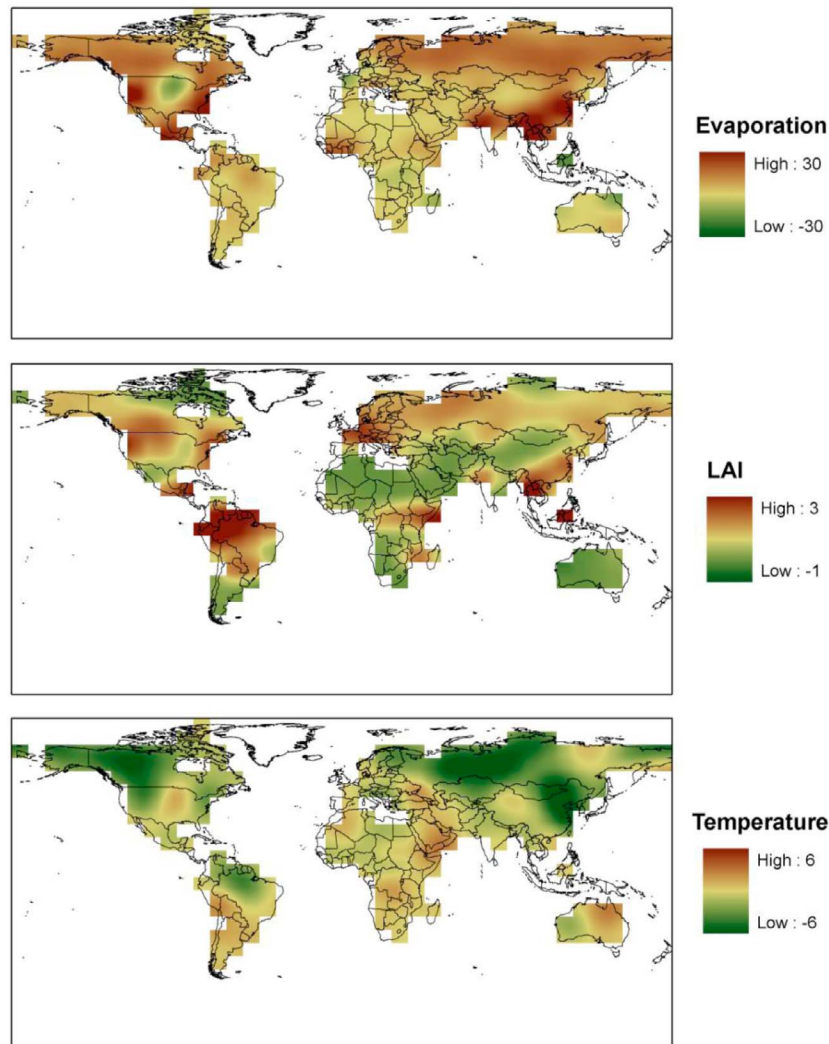 Evaporation
High : 30
Low : -30
LAI
High : 3
Low : -1
Temperature
High : 6
Low : -6